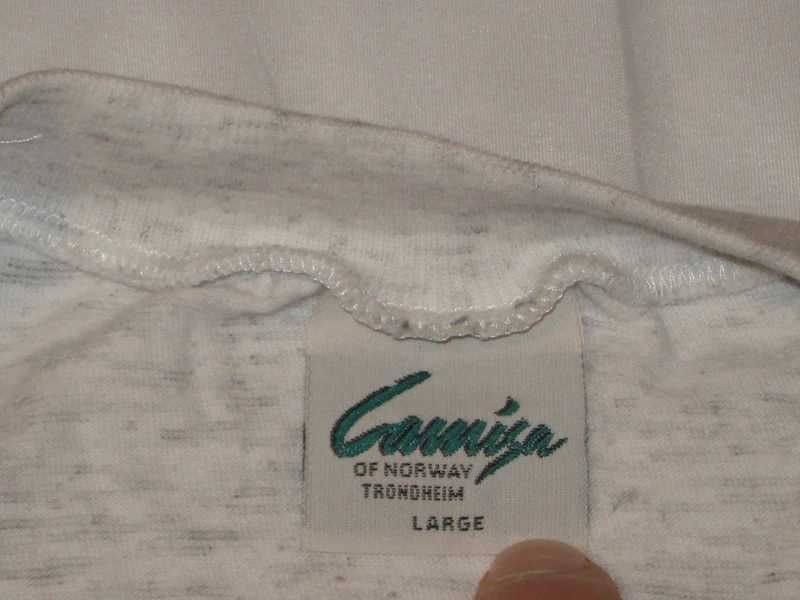 Camisa
OF NORWAY
TRONDHEIM
LARGE